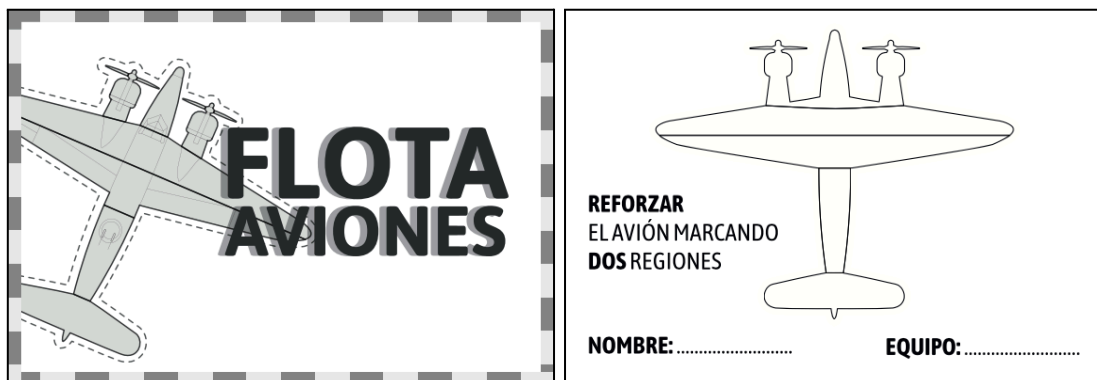 FLOTA
AVIONES
REFORZAR
EL AVIÓN MARCANDO
DOS REGIONES
NOMBRE: ............................ EQUIPO: ............................